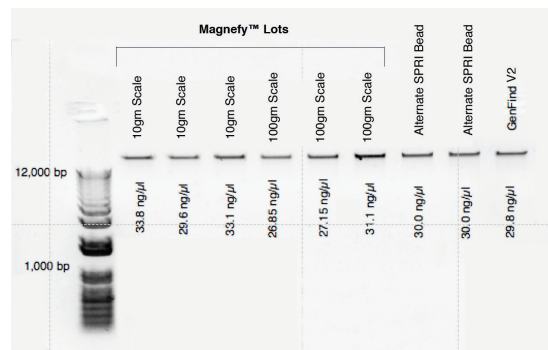 Magnefy™ Lots
10gm Scale
10gm Scale
10gm Scale
100gm Scale
100gm Scale
100gm Scale
Alternate SPRI Bead
Alternate SPRI Bead
GenFind V2
12,000 bp
33.8 ng/µl
29.6 ng/µl
33.1 ng/µl
26.85 ng/µl
27.15 ng/µl
31.1 ng/µl
30.0 ng/µl
30.0 ng/µl
29.8 ng/µl
1,000 bp